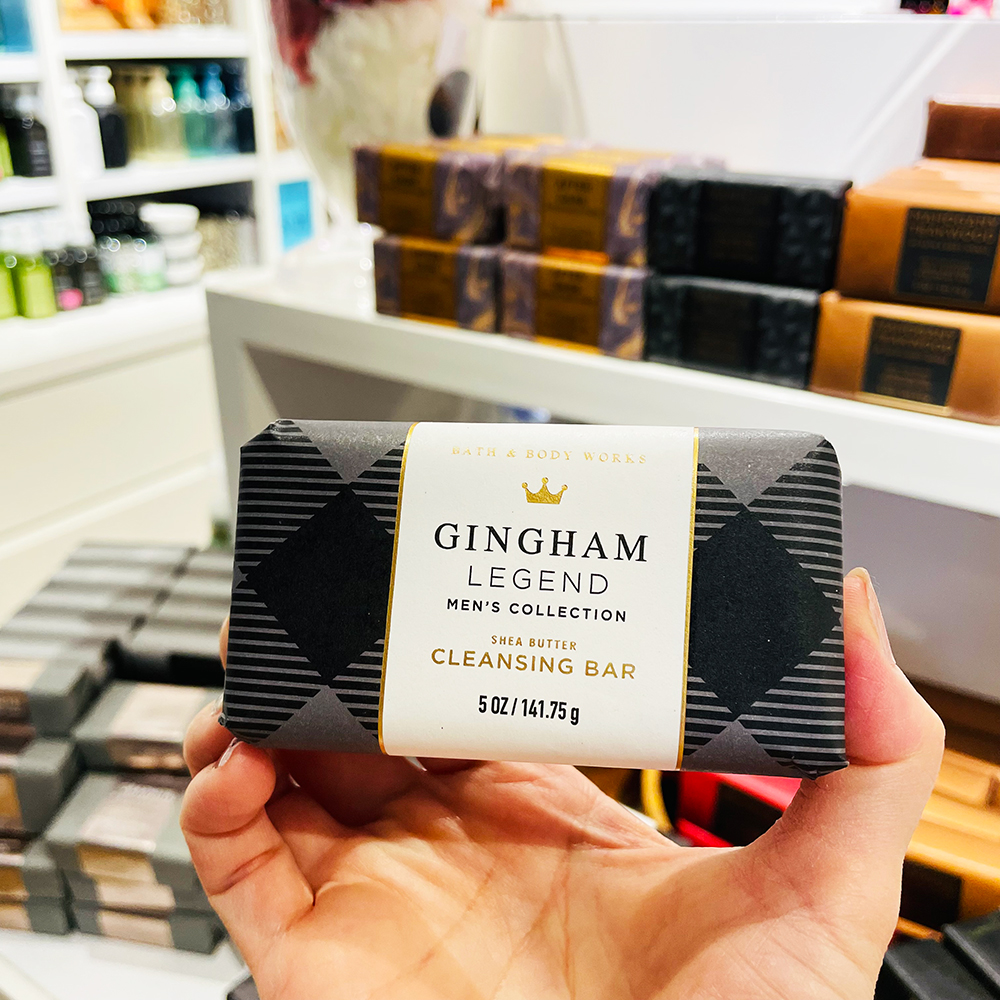 BATH & BODY WORKS
GINGHAM
LEGEND
MEN'S COLLECTION
SHEA BUTTER
CLEANSING BAR
5 OZ / 141.75 g